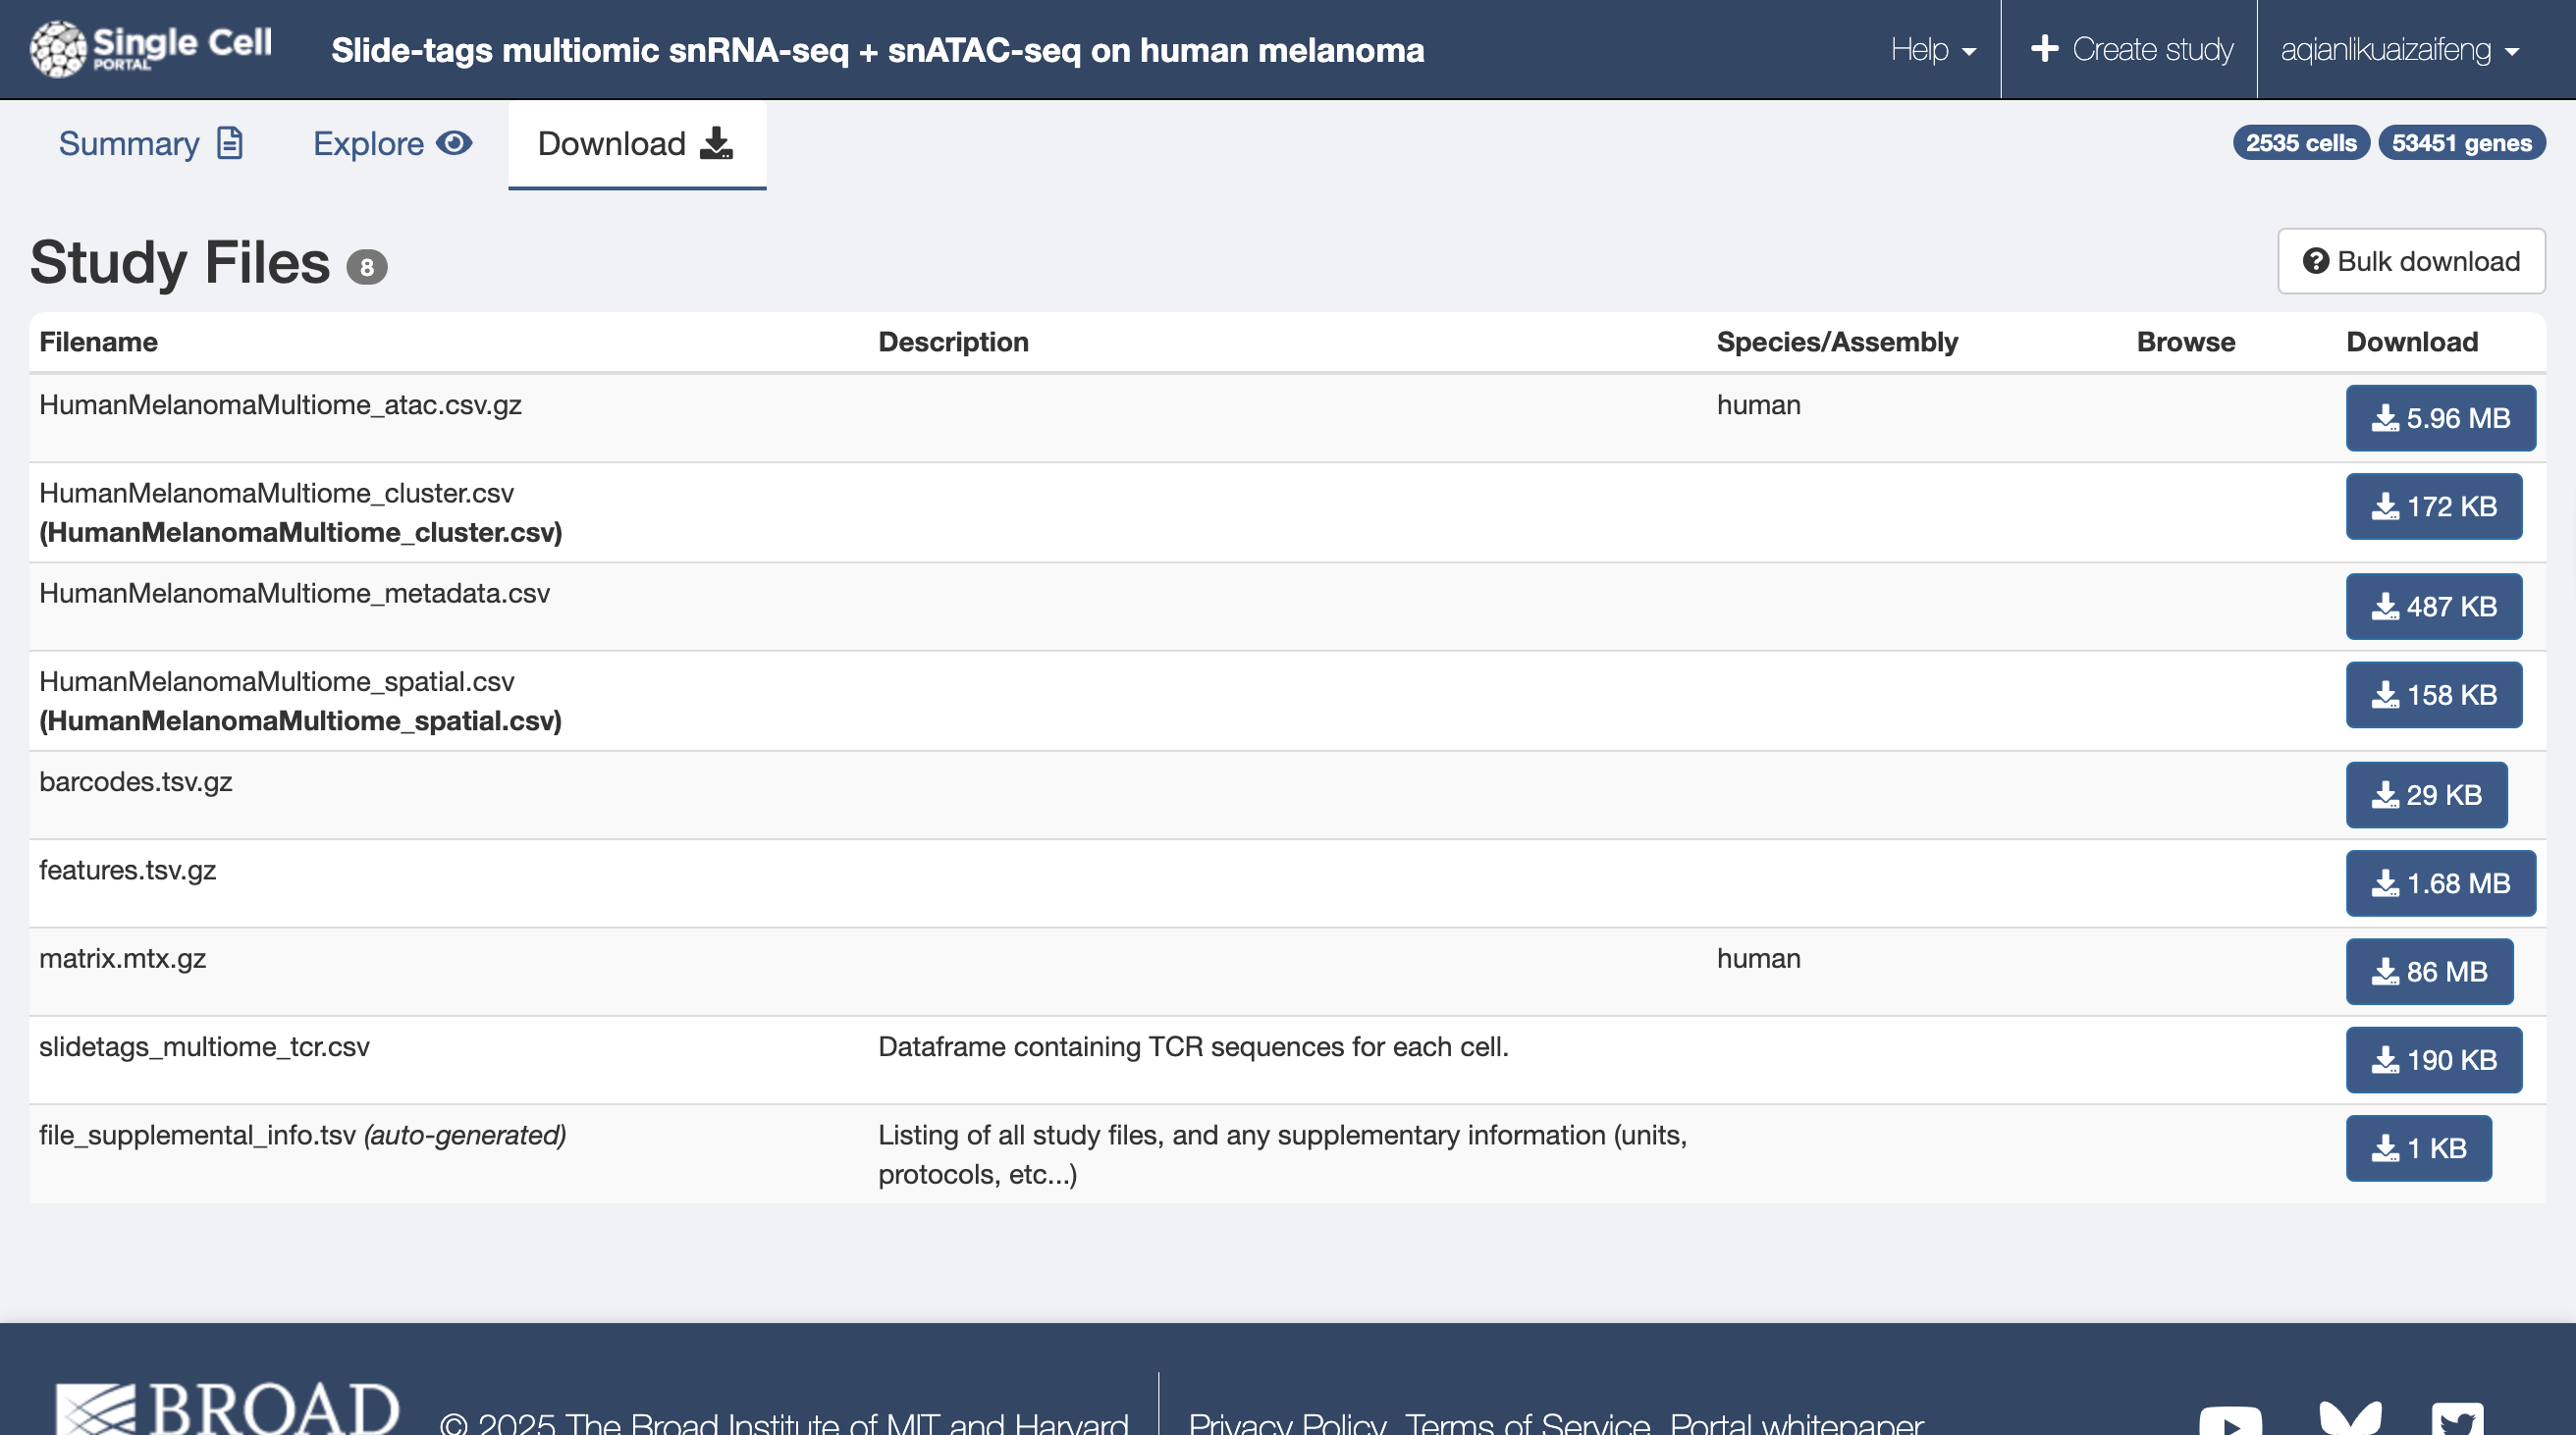 Single Cell
PORTAL
Slide-tags multiomic snRNA-seq + snATAC-seq on human melanoma
Help
Create study
aqianlikuaizaifeng
Summary
Explore
Download
2535 cells
53451 genes
Study Files 8
Bulk download
Filename Description Species/Assembly Browse Download
HumanMelanomaMultiome_atac.csv.gz human 5.96 MB
HumanMelanomaMultiome_cluster.csv 172 KB
(HumanMelanomaMultiome_cluster.csv)
HumanMelanomaMultiome_metadata.csv 487 KB
HumanMelanomaMultiome_spatial.csv 158 KB
(HumanMelanomaMultiome_spatial.csv)
barcodes.tsv.gz 29 KB
features.tsv.gz 1.68 MB
matrix.mtx.gz human 86 MB
slidetags_multiome_tcr.csv Dataframe containing TCR sequences for each cell. 190 KB
file_supplemental_info.tsv (auto-generated) Listing of all study files, and any supplementary information (units, 1 KB
protocols, etc...)
BROAD
© 2025 The Broad Institute of MIT and Harvard
Privacy Policy Terms of Service Portal whitepaper